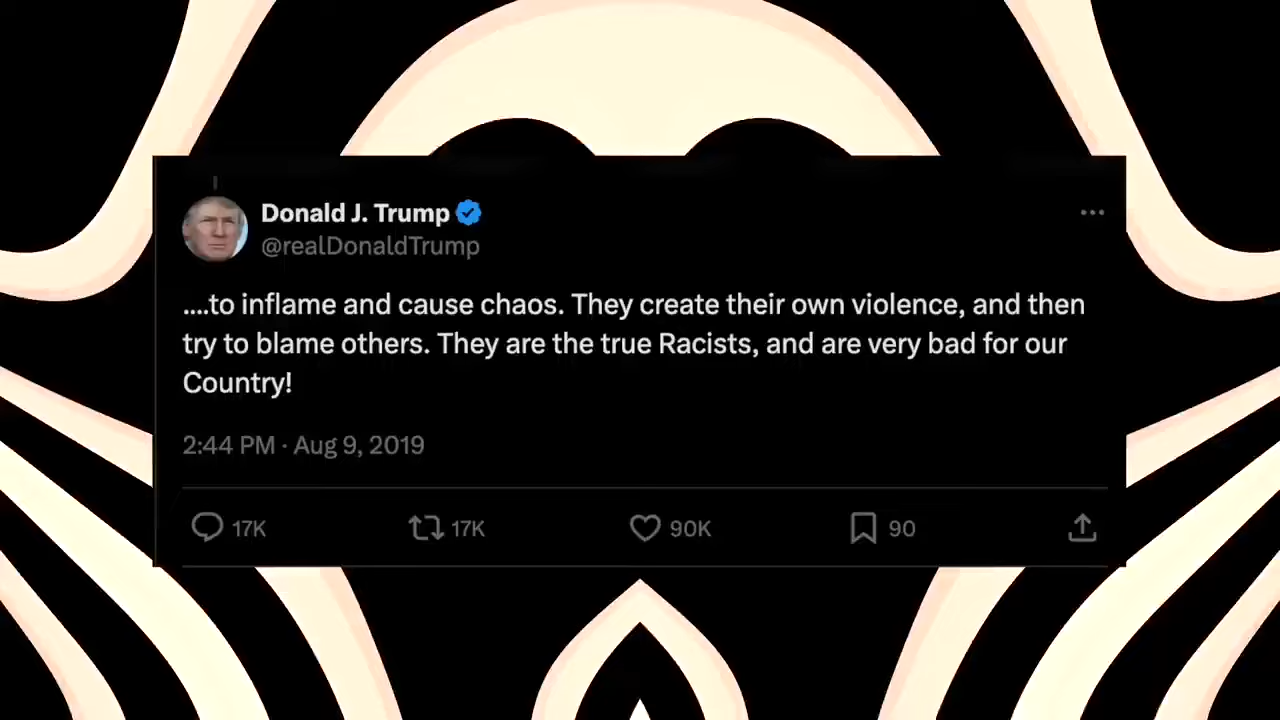 Donald J. Trump
@realDonaldTrump
....to inflame and cause chaos. They create their own violence, and then
try to blame others. They are the true Racists, and are very bad for our
Country!
2:44 PM · Aug 9, 2019
17K 17K 90K 90